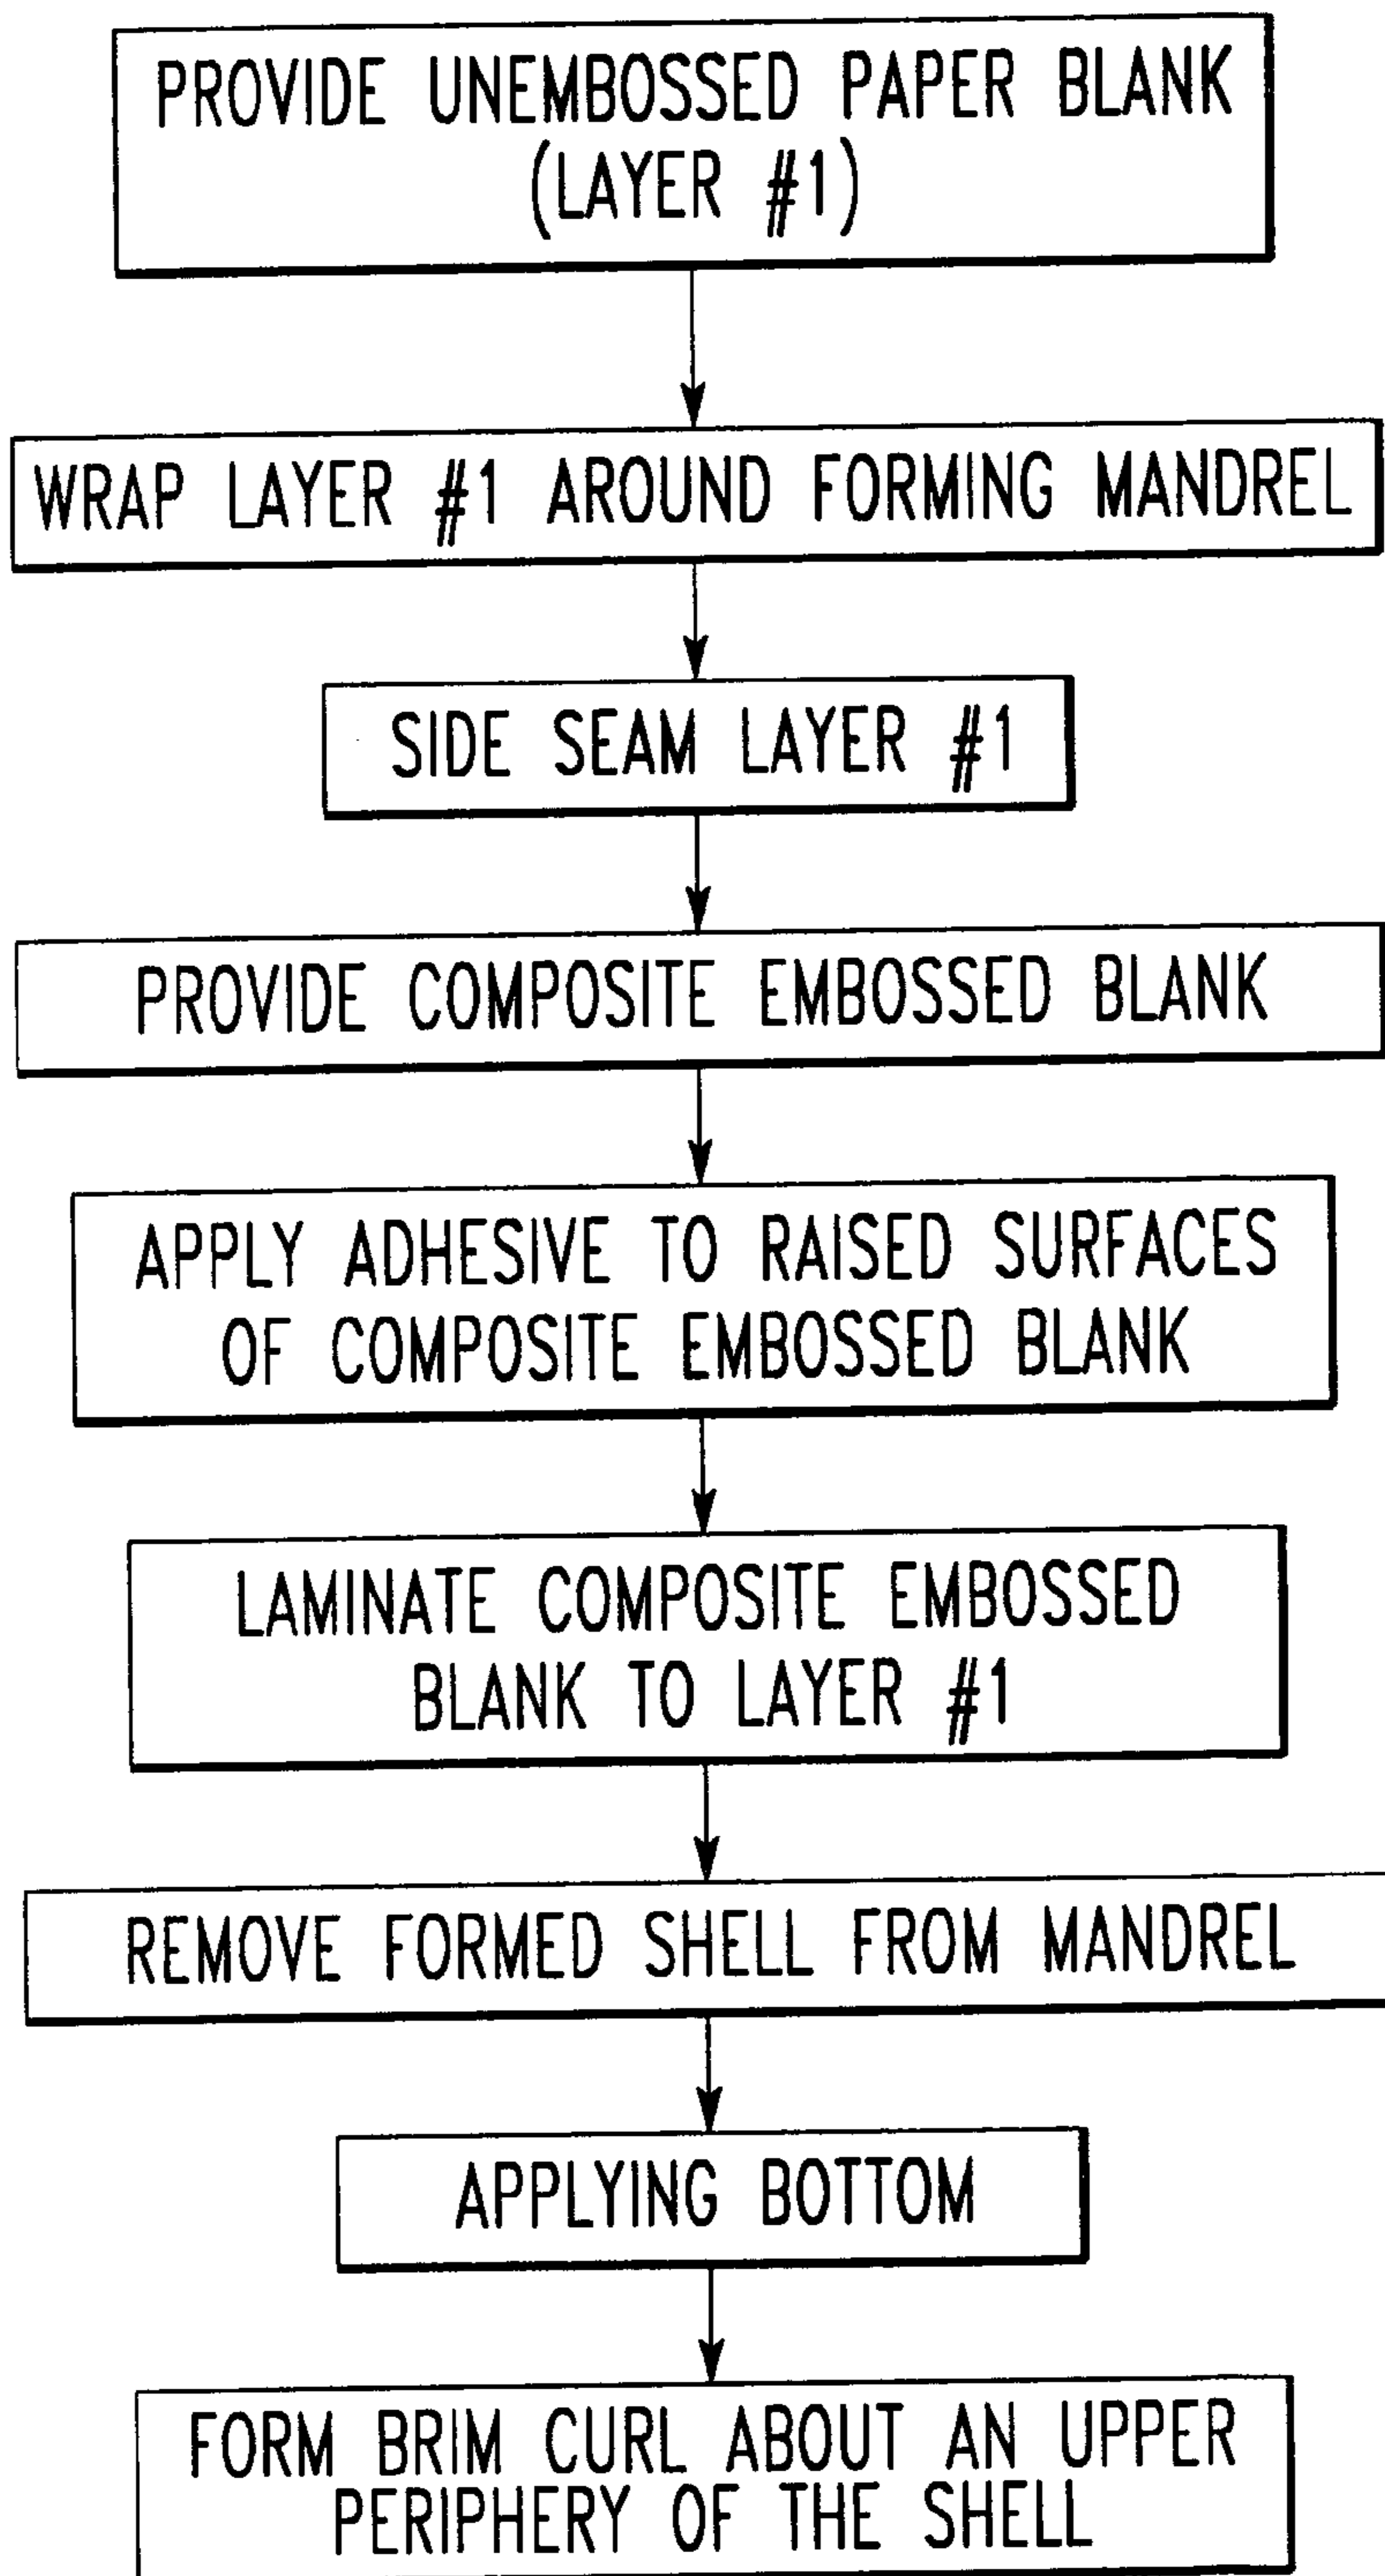 PROVIDE UNEMBOSSED PAPER BLANK
(LAYER #1)
WRAP LAYER #1 AROUND FORMING MANDREL
SIDE SEAM LAYER #1
PROVIDE COMPOSITE EMBOSSED BLANK
APPLY ADHESIVE TO RAISED SURFACES
OF COMPOSITE EMBOSSED BLANK
LAMINATE COMPOSITE EMBOSSED
BLANK TO LAYER #1
REMOVE FORMED SHELL FROM MANDREL
APPLYING BOTTOM
FORM BRIM CURL ABOUT AN UPPER
PERIPHERY OF THE SHELL